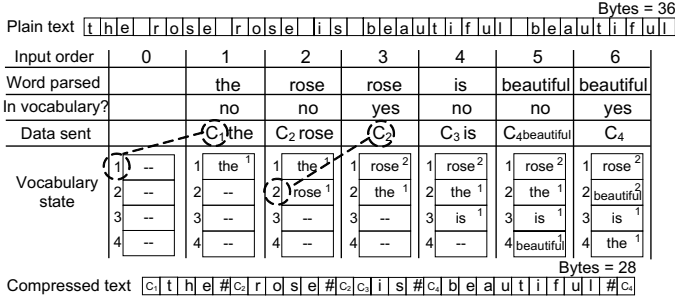 Bytes = 36
Plain text t h e r o s e r o s e i s b e a u t i f u l b e a u t i f u l
Input order 0 1 2 3 4 5 6
Word parsed the rose rose is beautiful beautiful
In vocabulary? no no yes no no yes
Data sent C1 the C2 rose C2 C3 is C4 beautiful C4
1 -- 1 the 1 1 the 1 1 rose 2 1 rose 2 1 rose 2 1 rose 2
Vocabulary state 2 -- 2 rose 1 2 the 1 2 the 1 2 the 1 2 beautiful 2
3 -- 3 -- 3 -- 3 is 1 3 is 1 3 is 1
4 -- 4 -- 4 -- 4 -- 4 beautiful 1 4 the 1
Bytes = 28
Compressed text C1 t h e # C2 r o s e # C2 C3 i s # C4 b e a u t i f u l # C4